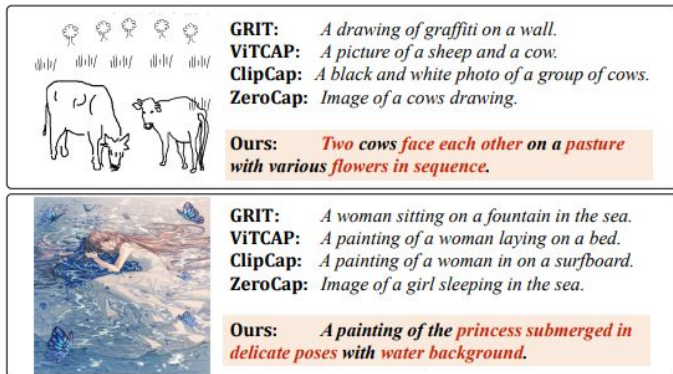 GRIT: A drawing of graffiti on a wall.
ViTCAP: A picture of a sheep and a cow.
ClipCap: A black and white photo of a group of cows.
ZeroCap: Image of a cows drawing.
Ours: Two cows face each other on a pasture
with various flowers in sequence.
GRIT: A woman sitting on a fountain in the sea.
ViTCAP: A painting of a woman laying on a bed.
ClipCap: A painting of a woman in on a surfboard.
ZeroCap: Image of a girl sleeping in the sea.
Ours: A painting of the princess submerged in
delicate poses with water background.